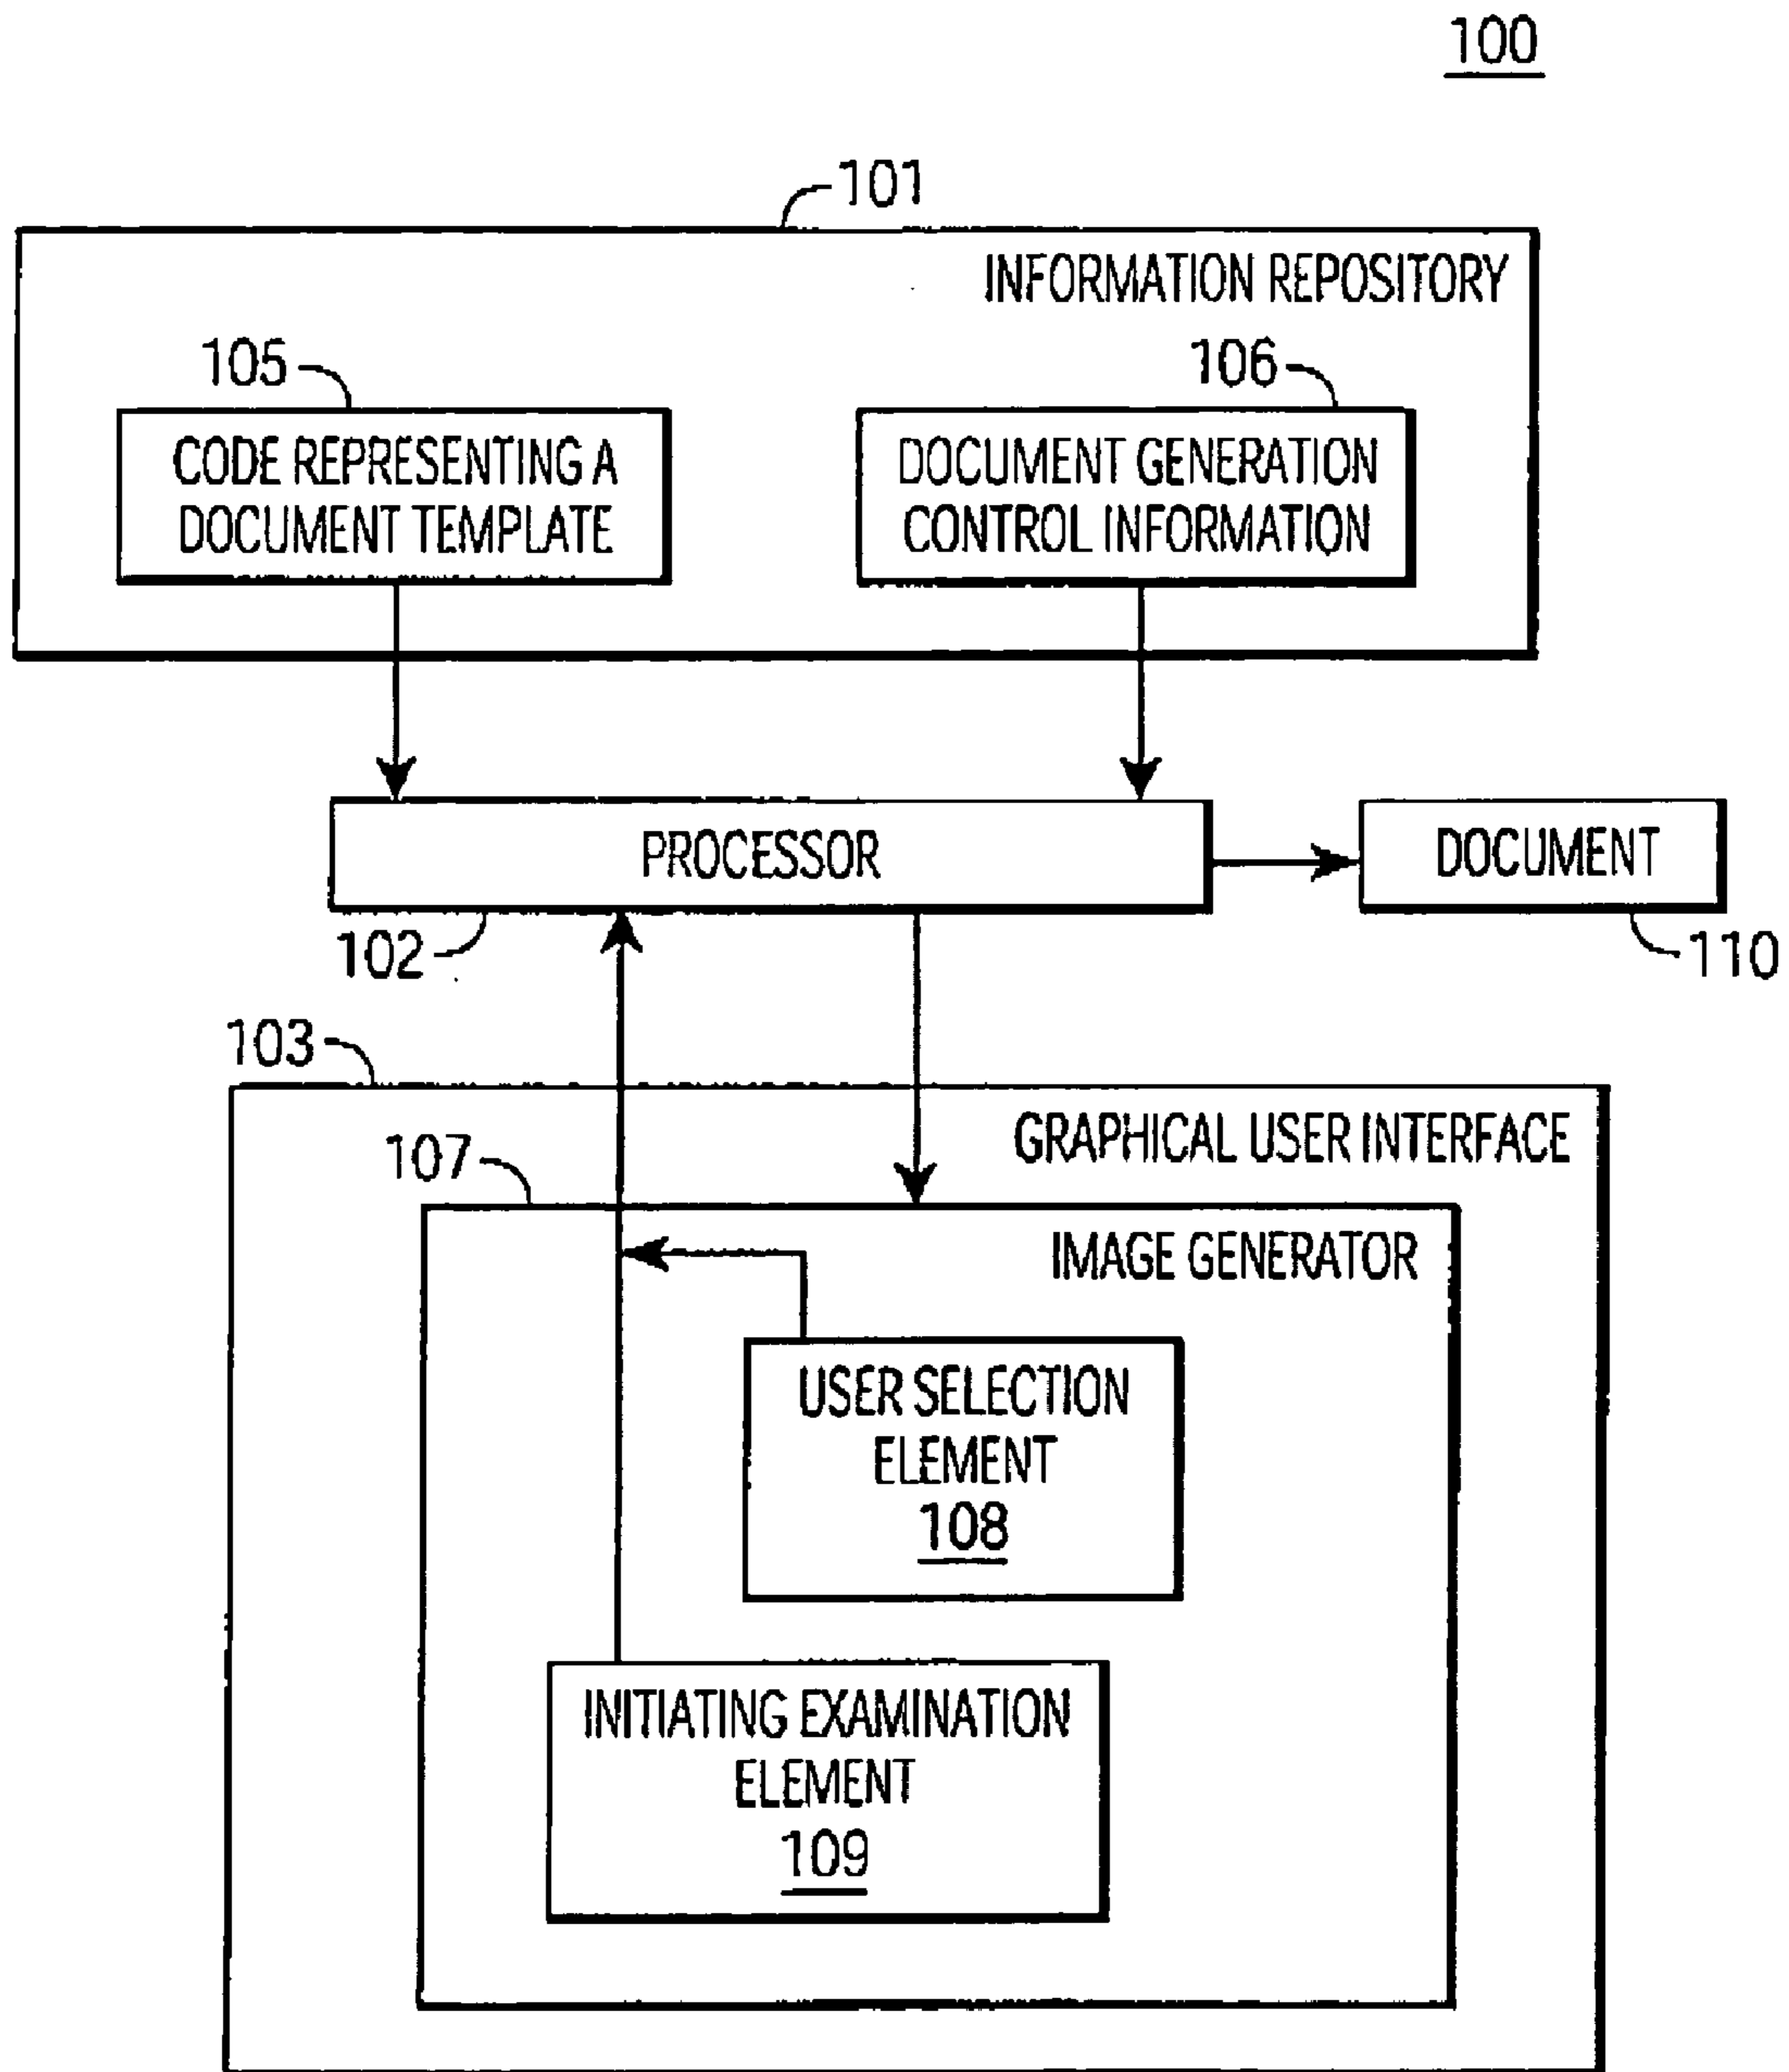 100
101
INFORMATION REPOSITORY
105
106
CODE REPRESENTING A
DOCUMENT TEMPLATE
DOCUMENT GENERATION
CONTROL INFORMATION
PROCESSOR
DOCUMENT
102
110
103
GRAPHICAL USER INTERFACE
107
IMAGE GENERATOR
USER SELECTION
ELEMENT
108
INITIATING EXAMINATION
ELEMENT
109